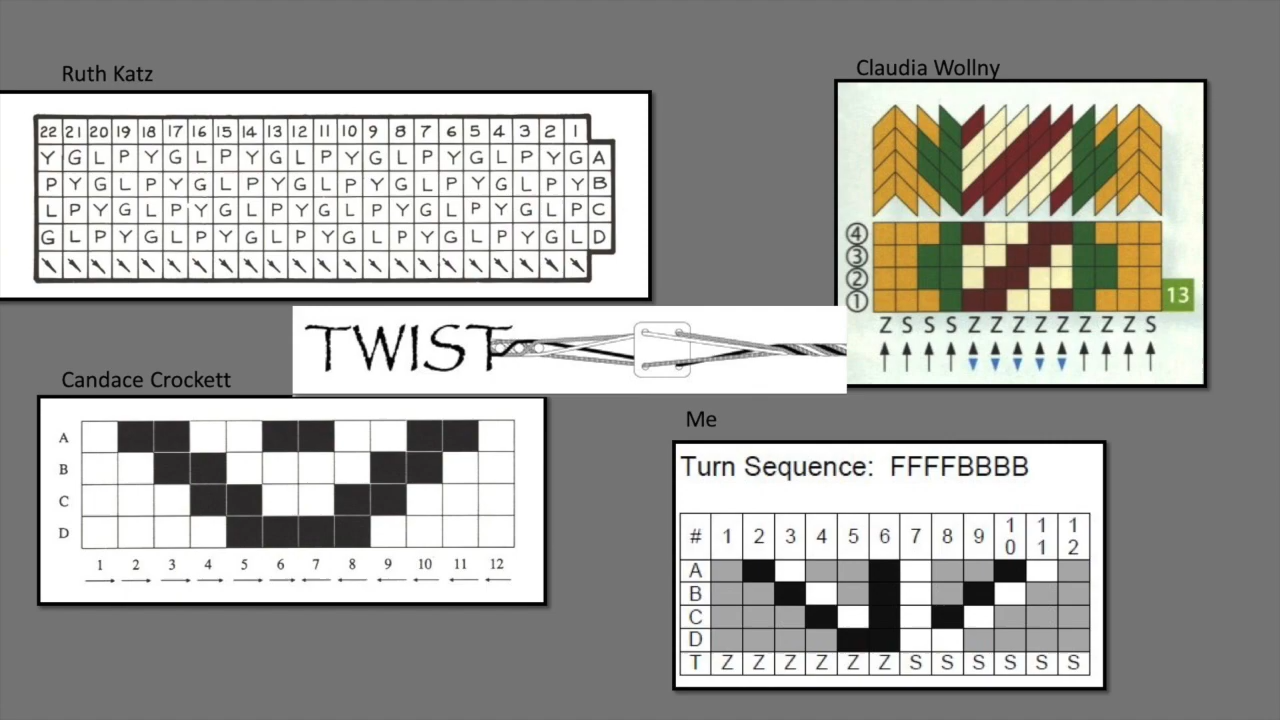 Ruth Katz
22 21 20 19 18 17 16 15 14 13 12 11 10 9 8 7 6 5 4 3 2 1
Y G L P Y G L P Y G L P Y G L P Y G L P Y G A
P Y G L P Y G L P Y G L P Y G L P Y G L P Y B
L P Y G L P Y G L P Y G L P Y G L P Y G L P C
G L P Y G L P Y G L P Y G L P Y G L P Y G L D
Claudia Wollny
④
③
②
①
13
Z S S S Z Z Z Z Z Z Z Z S
TWIST
Candace Crockett
A
B
C
D
1 2 3 4 5 6 7 8 9 10 11 12
Me
Turn Sequence: FFFFBBBB
# 1 2 3 4 5 6 7 8 9 10 11 12
A
B
C
D
T Z Z Z Z Z Z S S S S S S